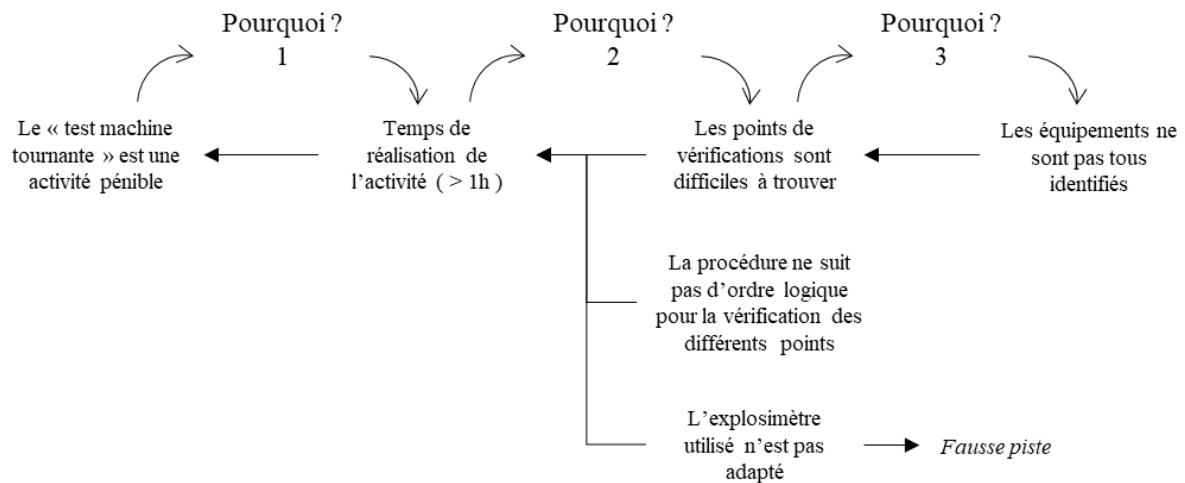 Pourquoi ?
1
Pourquoi ?
2
Pourquoi ?
3
Le « test machine
tournante » est une
activité pénible
Temps de
réalisation de
l’activité ( > 1h )
Les points de
vérifications sont
difficiles à trouver
Les équipements ne
sont pas tous
identifiés
La procédure ne suit
pas d’ordre logique
pour la vérification des
différents points
L’explosimètre
utilisé n’est pas
adapté
Fausse piste